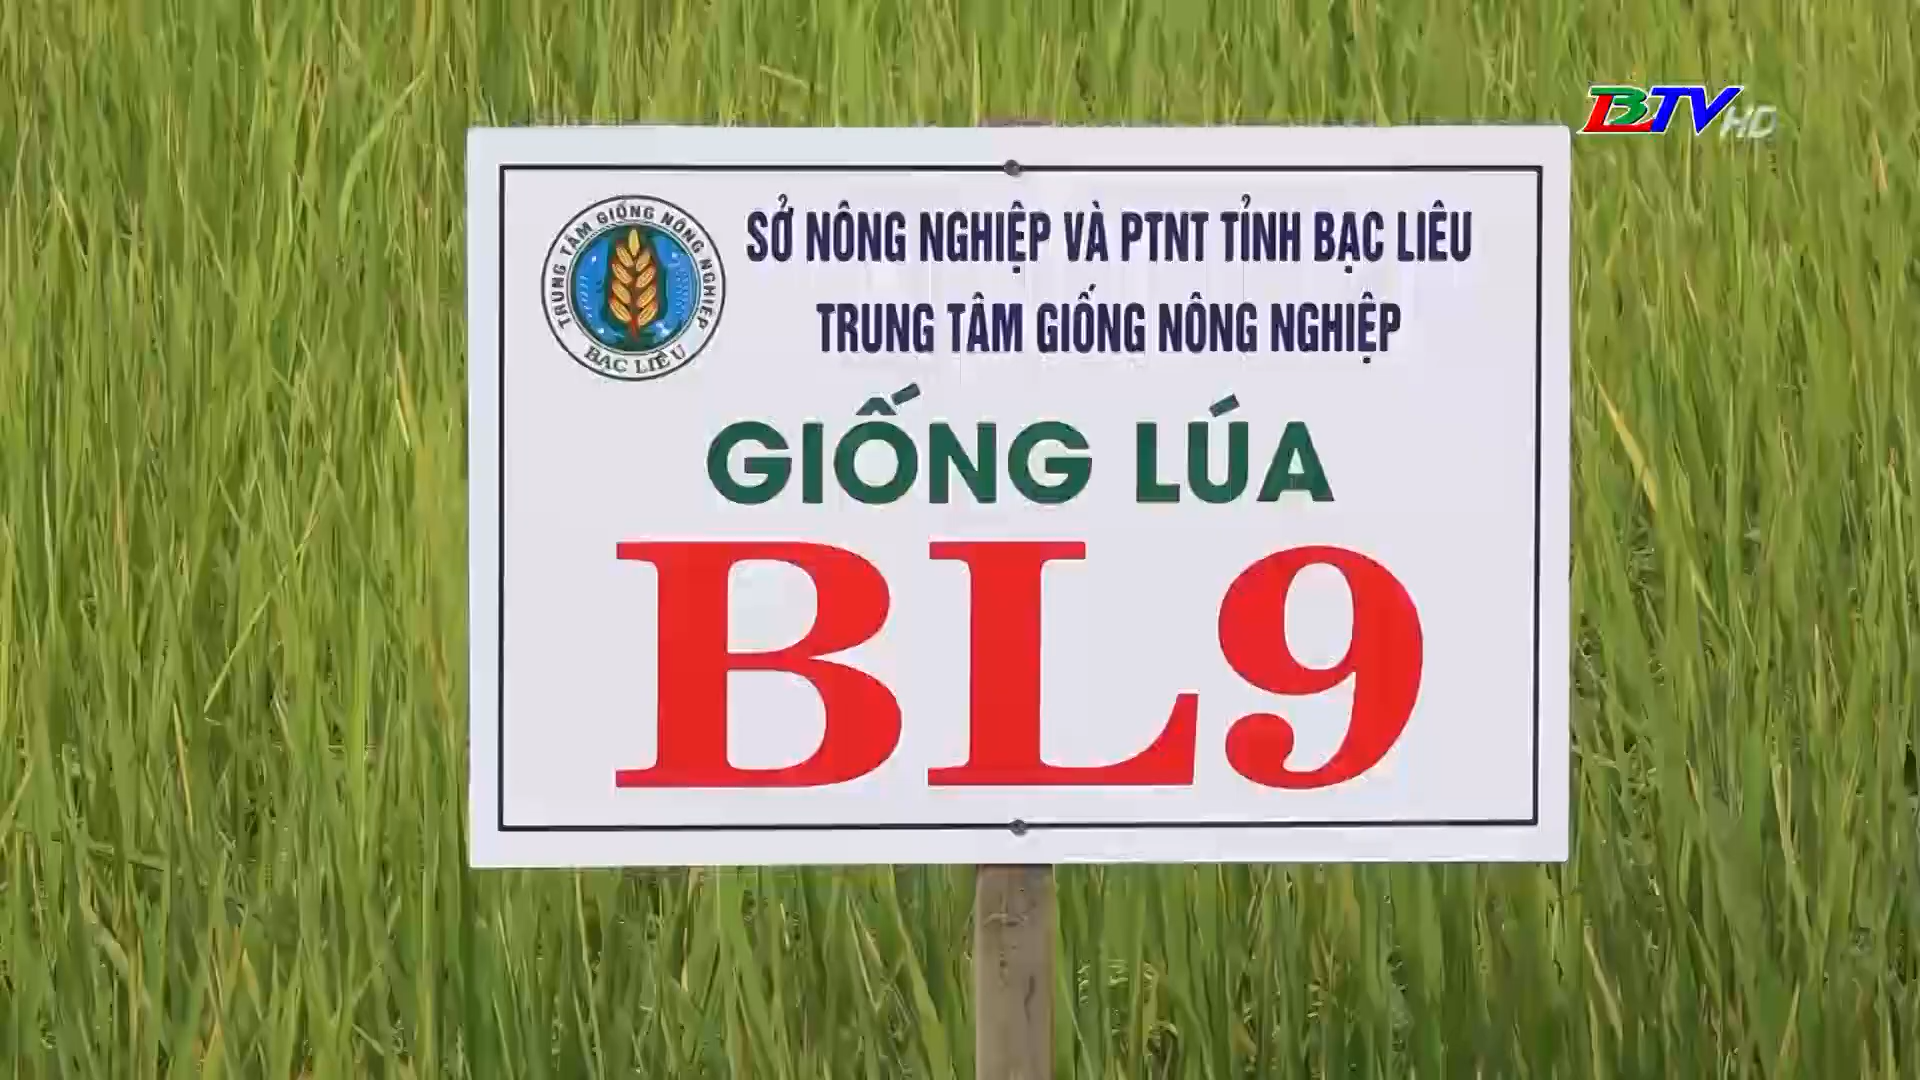 BTV HD
SỞ NÔNG NGHIỆP VÀ PTNT TỈNH BẠC LIÊU
TRUNG TÂM GIỐNG NÔNG NGHIỆP
TRUNG TÂM GIỐNG NÔNG NGHIỆP
BẠC LIÊU
GIỐNG LÚA
BL9